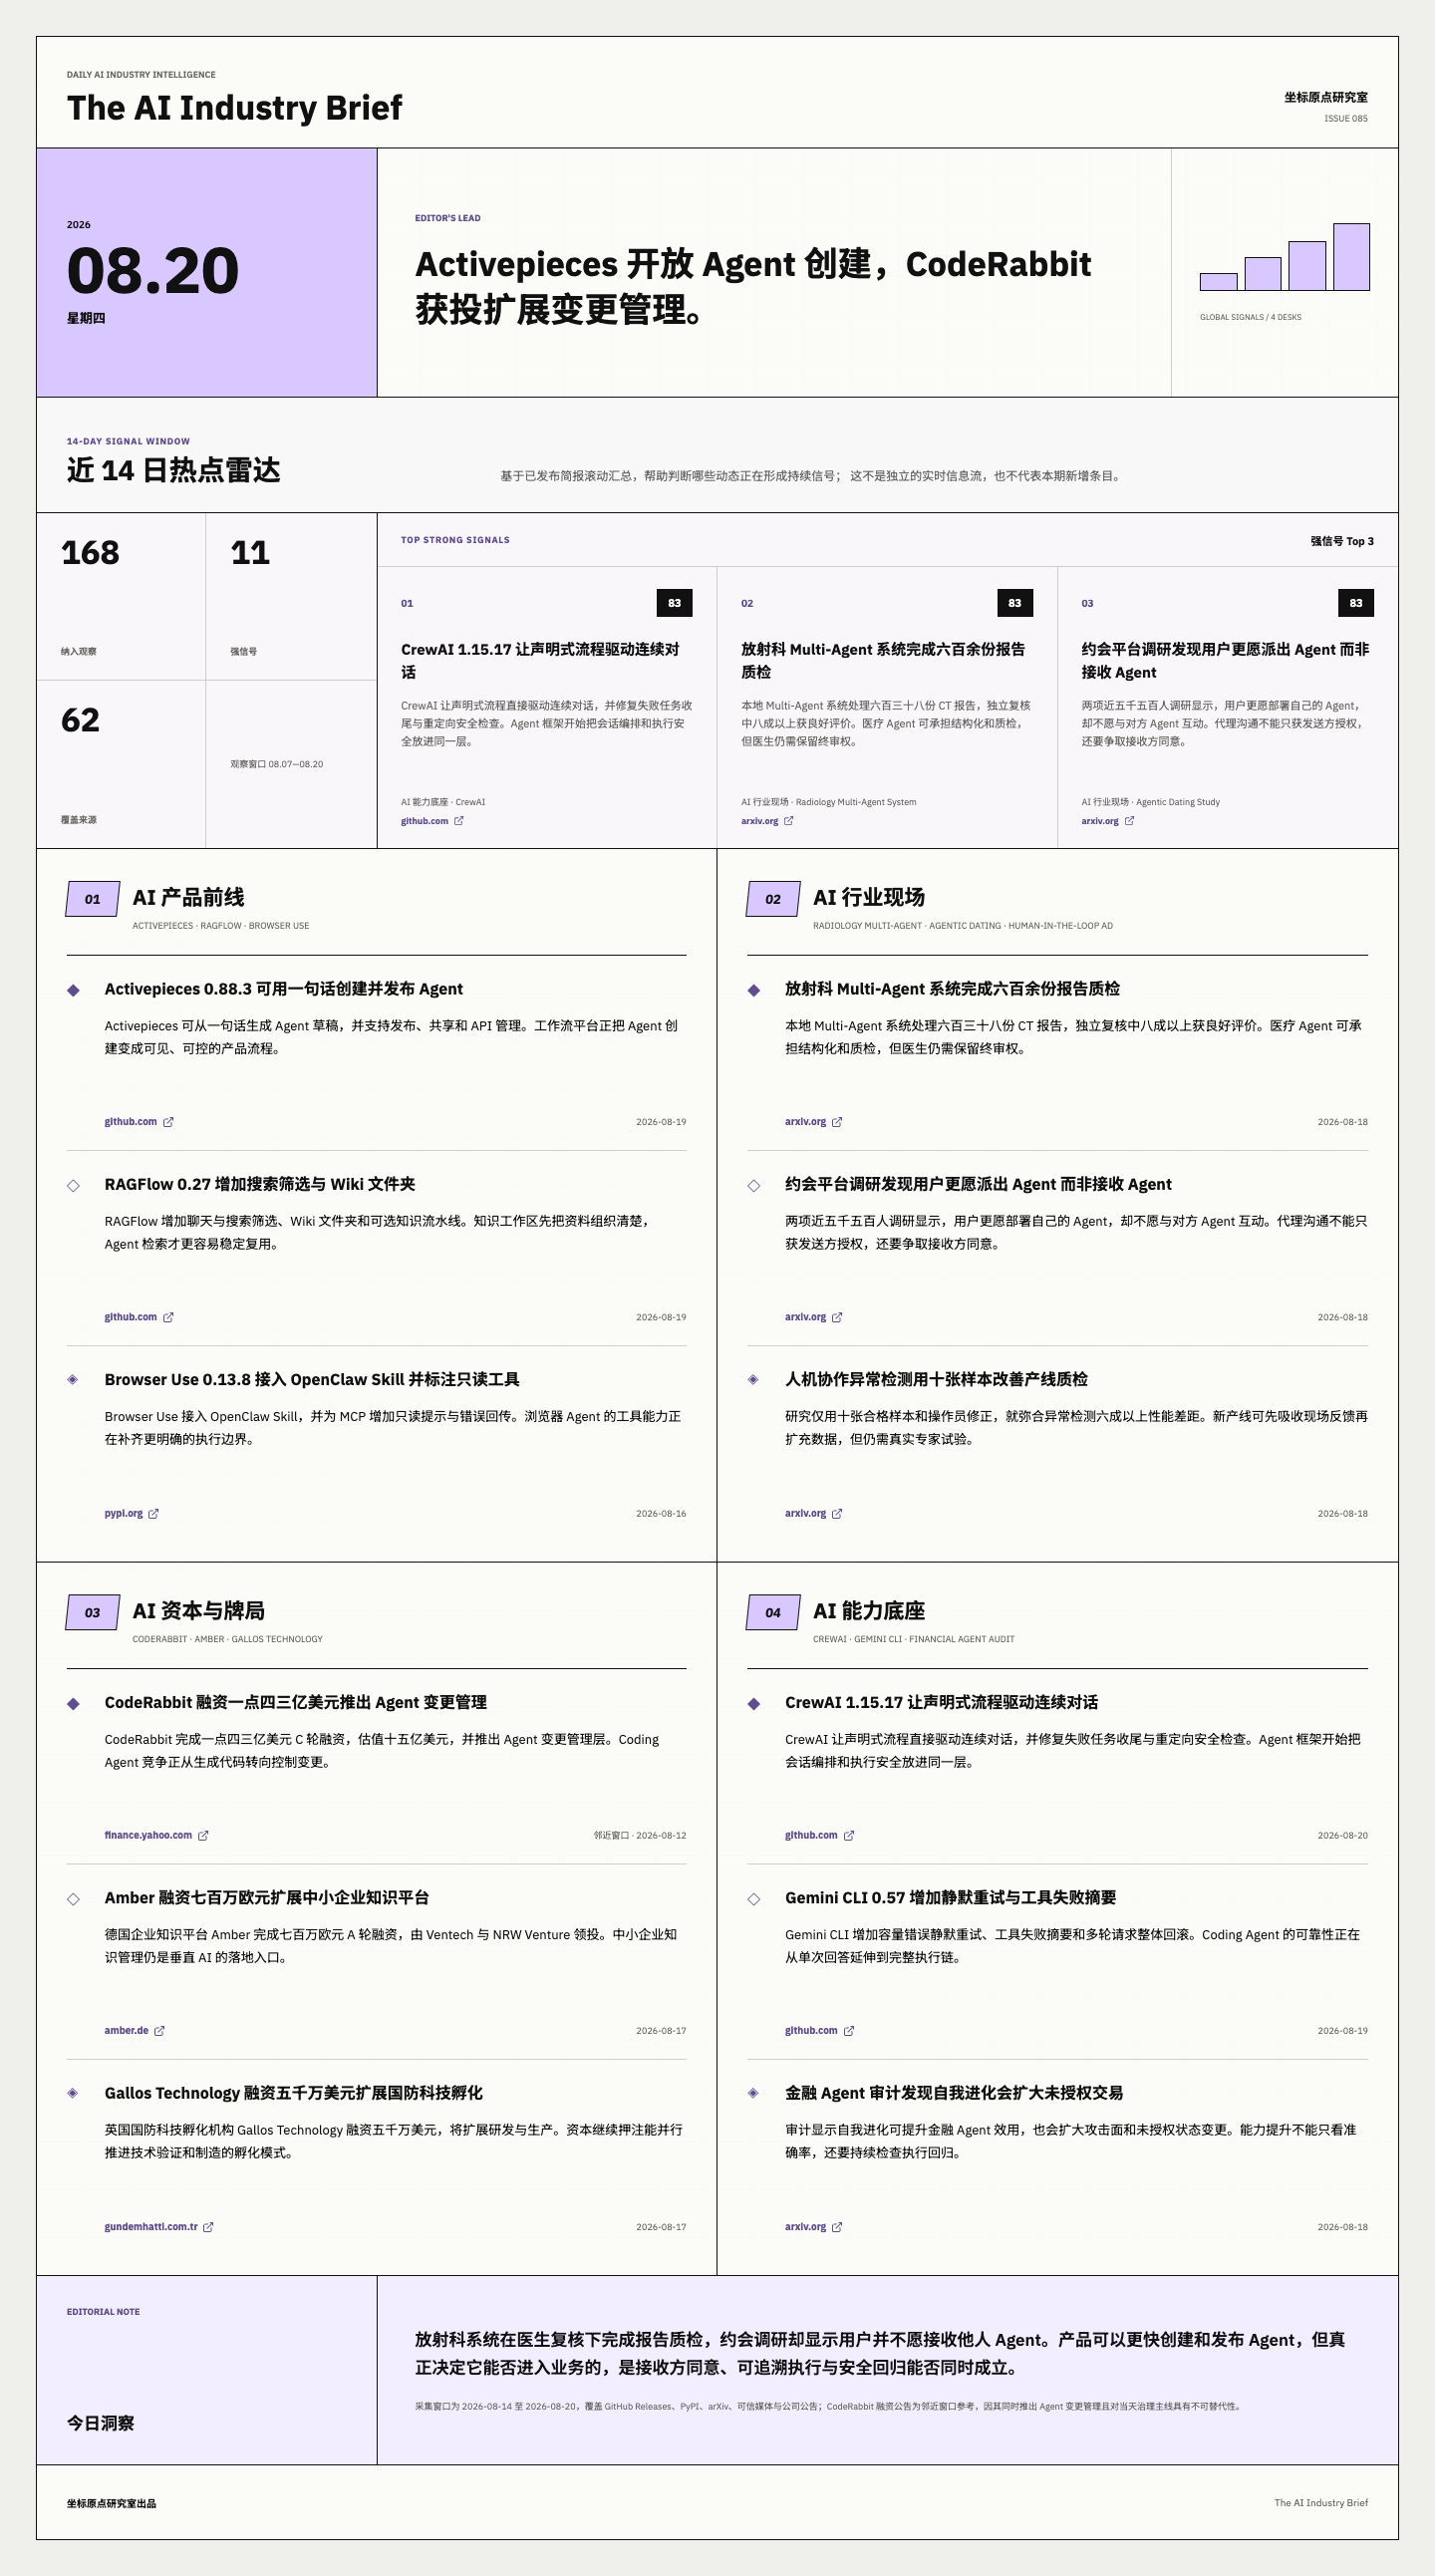 DAILY AI INDUSTRY INTELLIGENCE
The AI Industry Brief
坐标原点研究室
ISSUE 085
2026
08.20
星期四
EDITOR'S LEAD
Activepieces 开放 Agent 创建，CodeRabbit
获投扩展变更管理。
GLOBAL SIGNALS / 4 DESKS
14-DAY SIGNAL WINDOW
近 14 日热点雷达
基于已发布简报滚动汇总，帮助判断哪些动态正在形成持续信号； 这不是独立的实时信息流，也不代表本期新增条目。
168
纳入观察
11
强信号
62
覆盖来源
观察窗口 08.07—08.20
TOP STRONG SIGNALS
强信号 Top 3
01
83
CrewAI 1.15.17 让声明式流程驱动连续对
话
CrewAI 让声明式流程直接驱动连续对话，并修复失败任务收
尾与重定向安全检查。Agent 框架开始把会话编排和执行安
全放进同一层。
AI 能力底座 · CrewAI
github.com
02
83
放射科 Multi-Agent 系统完成六百余份报告
质检
本地 Multi-Agent 系统处理六百三十八份 CT 报告，独立复核
中八成以上获良好评价。医疗 Agent 可承担结构化和质检，
但医生仍需保留终审权。
AI 行业现场 · Radiology Multi-Agent System
arxiv.org
03
83
约会平台调研发现用户更愿派出 Agent 而非
接收 Agent
两项近五千五百人调研显示，用户更愿部署自己的 Agent，
却不愿与对方 Agent 互动。代理沟通不能只获发送方授权，
还要争取接收方同意。
AI 行业现场 · Agentic Dating Study
arxiv.org
01
AI 产品前线
ACTIVEPIECES · RAGFLOW · BROWSER USE
Activepieces 0.88.3 可用一句话创建并发布 Agent
Activepieces 可从一句话生成 Agent 草稿，并支持发布、共享和 API 管理。工作流平台正把 Agent 创
建变成可见、可控的产品流程。
github.com
2026-08-19
RAGFlow 0.27 增加搜索筛选与 Wiki 文件夹
RAGFlow 增加聊天与搜索筛选、Wiki 文件夹和可选知识流水线。知识工作区先把资料组织清楚，
Agent 检索才更容易稳定复用。
github.com
2026-08-19
Browser Use 0.13.8 接入 OpenClaw Skill 并标注只读工具
Browser Use 接入 OpenClaw Skill，并为 MCP 增加只读提示与错误回传。浏览器 Agent 的工具能力正
在补齐更明确的执行边界。
pypi.org
2026-08-16
02
AI 行业现场
RADIOLOGY MULTI-AGENT · AGENTIC DATING · HUMAN-IN-THE-LOOP AD
放射科 Multi-Agent 系统完成六百余份报告质检
本地 Multi-Agent 系统处理六百三十八份 CT 报告，独立复核中八成以上获良好评价。医疗 Agent 可承
担结构化和质检，但医生仍需保留终审权。
arxiv.org
2026-08-18
约会平台调研发现用户更愿派出 Agent 而非接收 Agent
两项近五千五百人调研显示，用户更愿部署自己的 Agent，却不愿与对方 Agent 互动。代理沟通不能只
获发送方授权，还要争取接收方同意。
arxiv.org
2026-08-18
人机协作异常检测用十张样本改善产线质检
研究仅用十张合格样本和操作员修正，就弥合异常检测六成以上性能差距。新产线可先吸收现场反馈再
扩充数据，但仍需真实专家试验。
arxiv.org
2026-08-18
03
AI 资本与牌局
CODERABBIT · AMBER · GALLOS TECHNOLOGY
CodeRabbit 融资一点四三亿美元推出 Agent 变更管理
CodeRabbit 完成一点四三亿美元 C 轮融资，估值十五亿美元，并推出 Agent 变更管理层。Coding
Agent 竞争正从生成代码转向控制变更。
finance.yahoo.com
邻近窗口 · 2026-08-12
Amber 融资七百万欧元扩展中小企业知识平台
德国企业知识平台 Amber 完成七百万欧元 A 轮融资，由 Ventech 与 NRW Venture 领投。中小企业知
识管理仍是垂直 AI 的落地入口。
amber.de
2026-08-17
Gallos Technology 融资五千万美元扩展国防科技孵化
英国国防科技孵化机构 Gallos Technology 融资五千万美元，将扩展研发与生产。资本继续押注能并行
推进技术验证和制造的孵化模式。
gundemhatti.com.tr
2026-08-17
04
AI 能力底座
CREWAI · GEMINI CLI · FINANCIAL AGENT AUDIT
CrewAI 1.15.17 让声明式流程驱动连续对话
CrewAI 让声明式流程直接驱动连续对话，并修复失败任务收尾与重定向安全检查。Agent 框架开始把
会话编排和执行安全放进同一层。
github.com
2026-08-20
Gemini CLI 0.57 增加静默重试与工具失败摘要
Gemini CLI 增加容量错误静默重试、工具失败摘要和多轮请求整体回滚。Coding Agent 的可靠性正在
从单次回答延伸到完整执行链。
github.com
2026-08-19
金融 Agent 审计发现自我进化会扩大未授权交易
审计显示自我进化可提升金融 Agent 效用，也会扩大攻击面和未授权状态变更。能力提升不能只看准
确率，还要持续检查执行回归。
arxiv.org
2026-08-18
EDITORIAL NOTE
今日洞察
放射科系统在医生复核下完成报告质检，约会调研却显示用户并不愿接收他人 Agent。产品可以更快创建和发布 Agent，但真
正决定它能否进入业务的，是接收方同意、可追溯执行与安全回归能否同时成立。
采集窗口为 2026-08-14 至 2026-08-20，覆盖 GitHub Releases、PyPI、arXiv、可信媒体与公司公告；CodeRabbit 融资公告为邻近窗口参考，因其同时推出 Agent 变更管理且对当天治理主线具有不可替代性。
坐标原点研究室出品
The AI Industry Brief